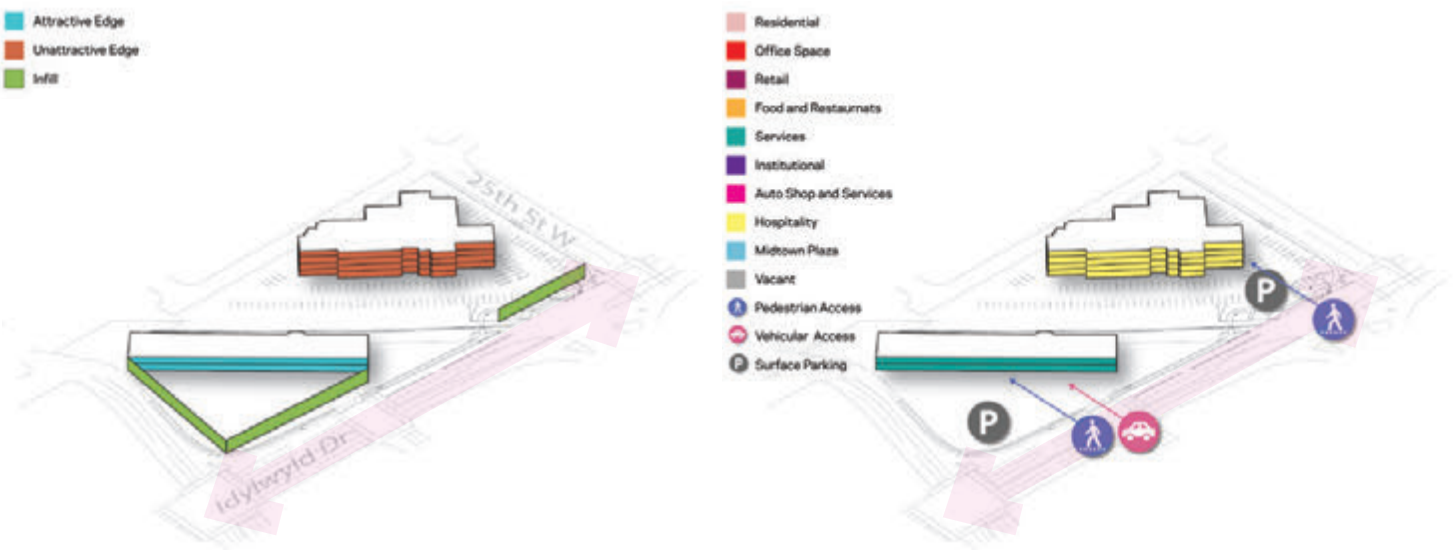 Attractive Edge
Unattractive Edge
Infill
25th St W
Idylwyld Dr
Residential
Office Space
Retail
Food and Restaurnats
Services
Institutional
Auto Shop and Services
Hospitality
Midtown Plaza
Vacant
Pedestrian Access
Vehicular Access
P Surface Parking
P
P